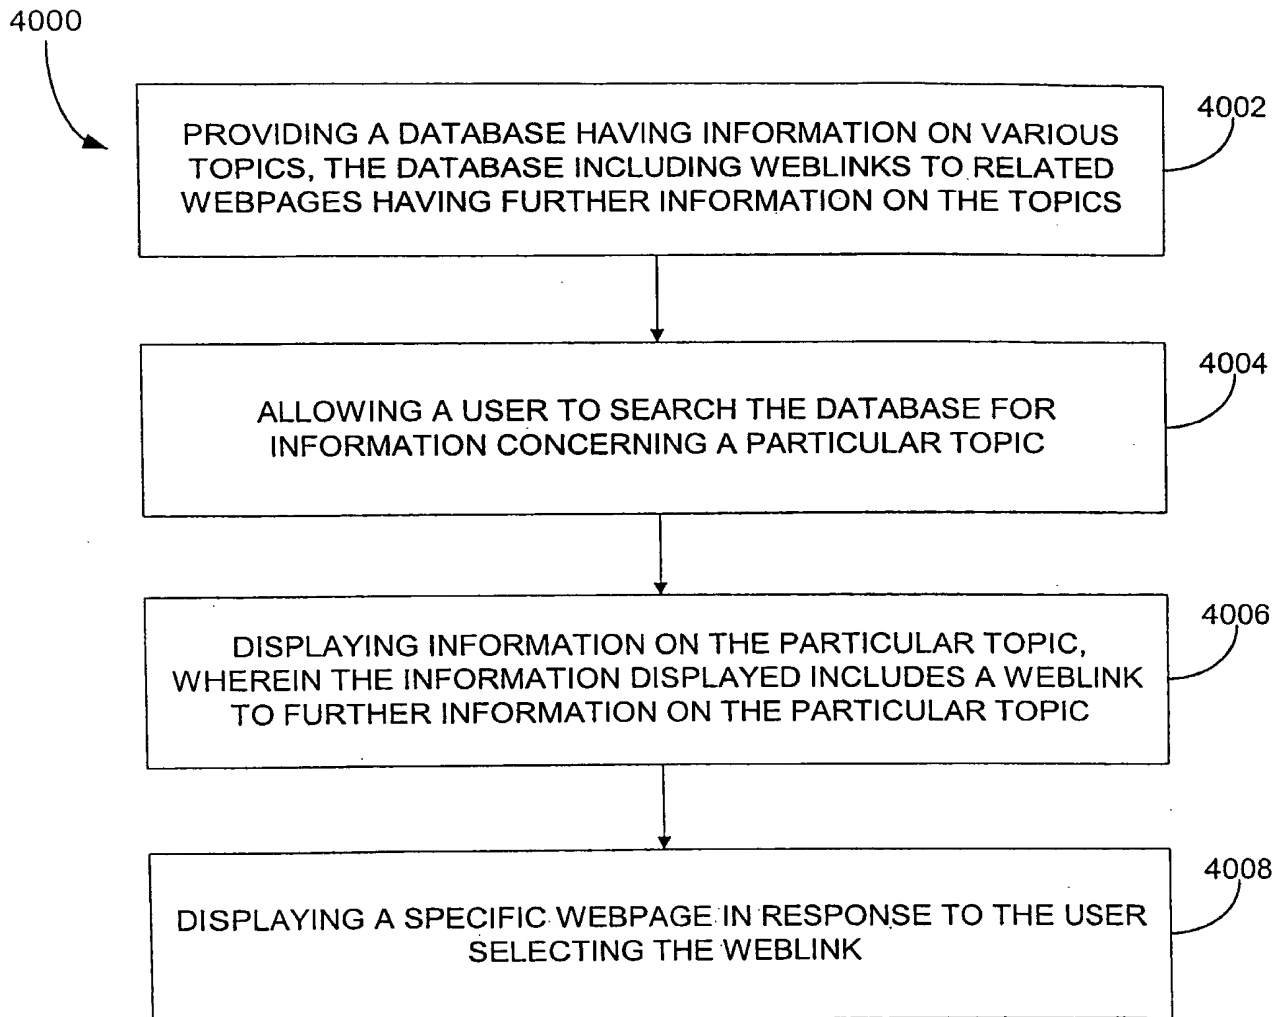 4000
4002
PROVIDING A DATABASE HAVING INFORMATION ON VARIOUS
TOPICS, THE DATABASE INCLUDING WEBLINKS TO RELATED
WEBPAGES HAVING FURTHER INFORMATION ON THE TOPICS
4004
ALLOWING A USER TO SEARCH THE DATABASE FOR
INFORMATION CONCERNING A PARTICULAR TOPIC
4006
DISPLAYING INFORMATION ON THE PARTICULAR TOPIC,
WHEREIN THE INFORMATION DISPLAYED INCLUDES A WEBLINK
TO FURTHER INFORMATION ON THE PARTICULAR TOPIC
4008
DISPLAYING A SPECIFIC WEBPAGE IN RESPONSE TO THE USER
SELECTING THE WEBLINK